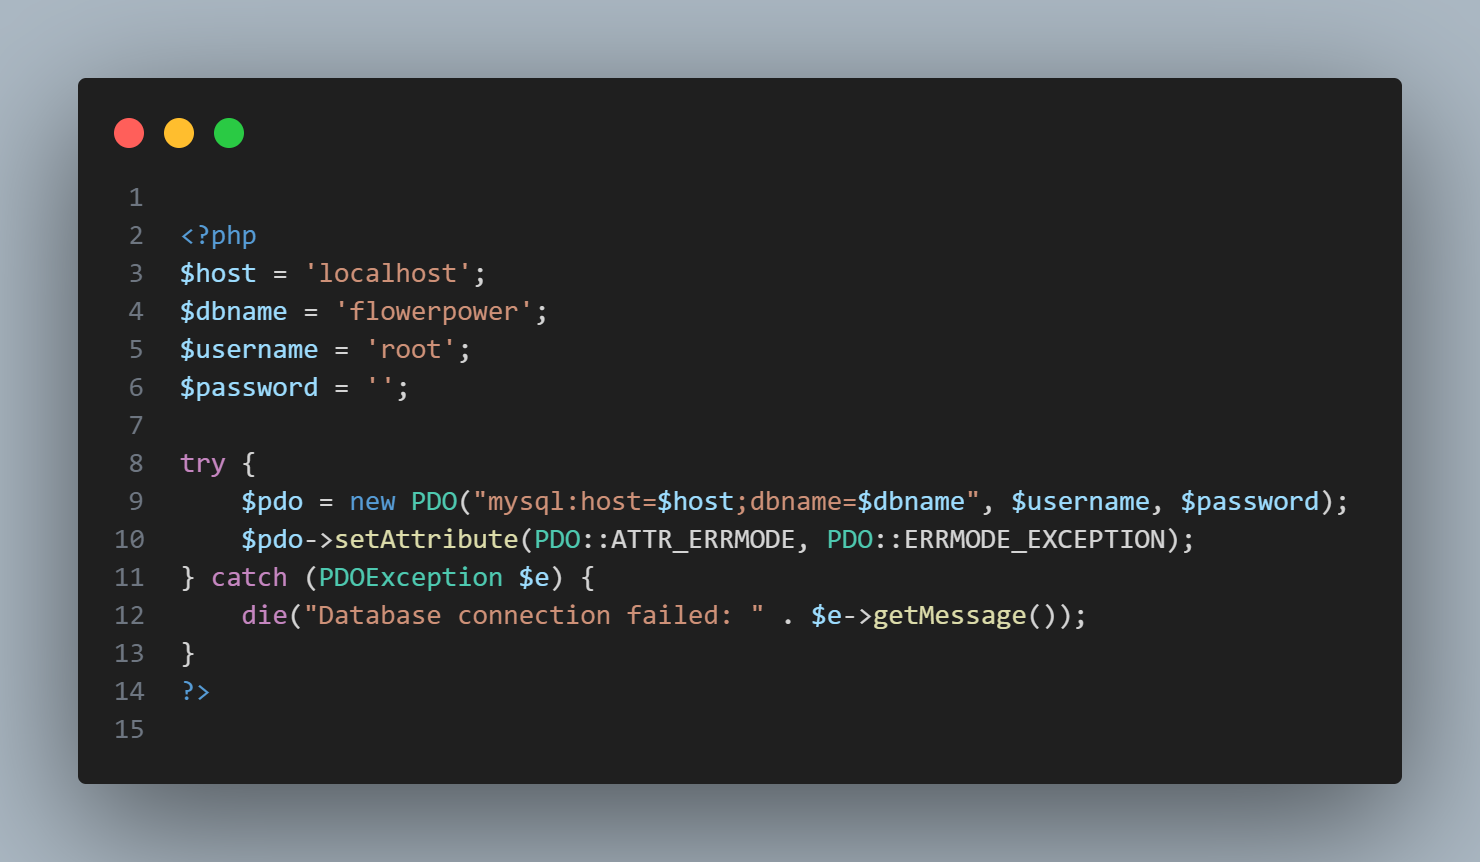 1
2 <?php
3 $host = 'localhost';
4 $dbname = 'flowerpower';
5 $username = 'root';
6 $password = '';
7
8 try {
9     $pdo = new PDO("mysql:host=$host;dbname=$dbname", $username, $password);
10     $pdo->setAttribute(PDO::ATTR_ERRMODE, PDO::ERRMODE_EXCEPTION);
11 } catch (PDOException $e) {
12     die("Database connection failed: " . $e->getMessage());
13 }
14 ?>
15